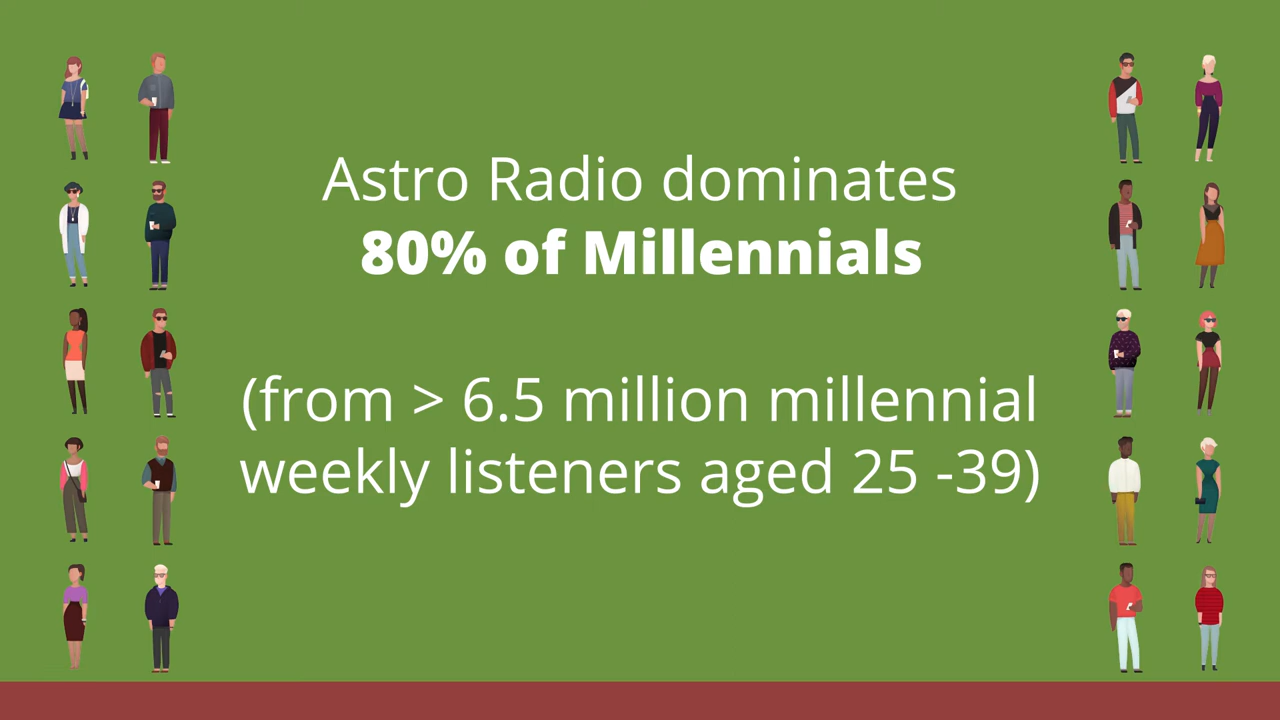 Astro Radio dominates
80% of Millennials
(from > 6.5 million millennial
weekly listeners aged 25 -39)